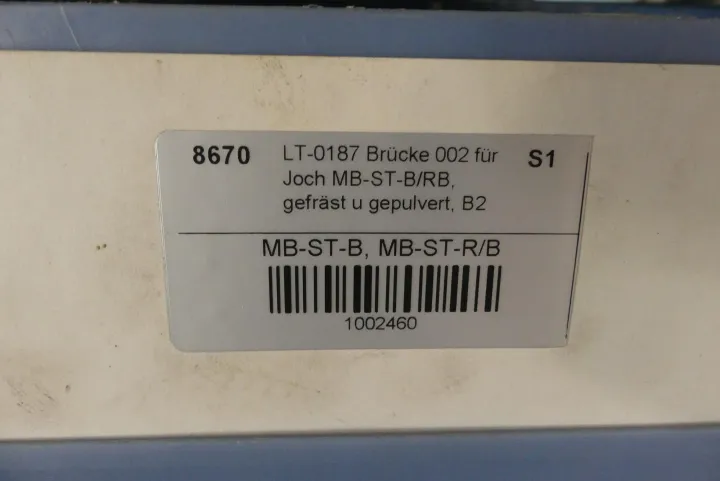 8670 LT-0187 Brücke 002 für S1
Joch MB-ST-B/RB,
gefräst u gepulvert, B2
MB-ST-B, MB-ST-R/B
1002460